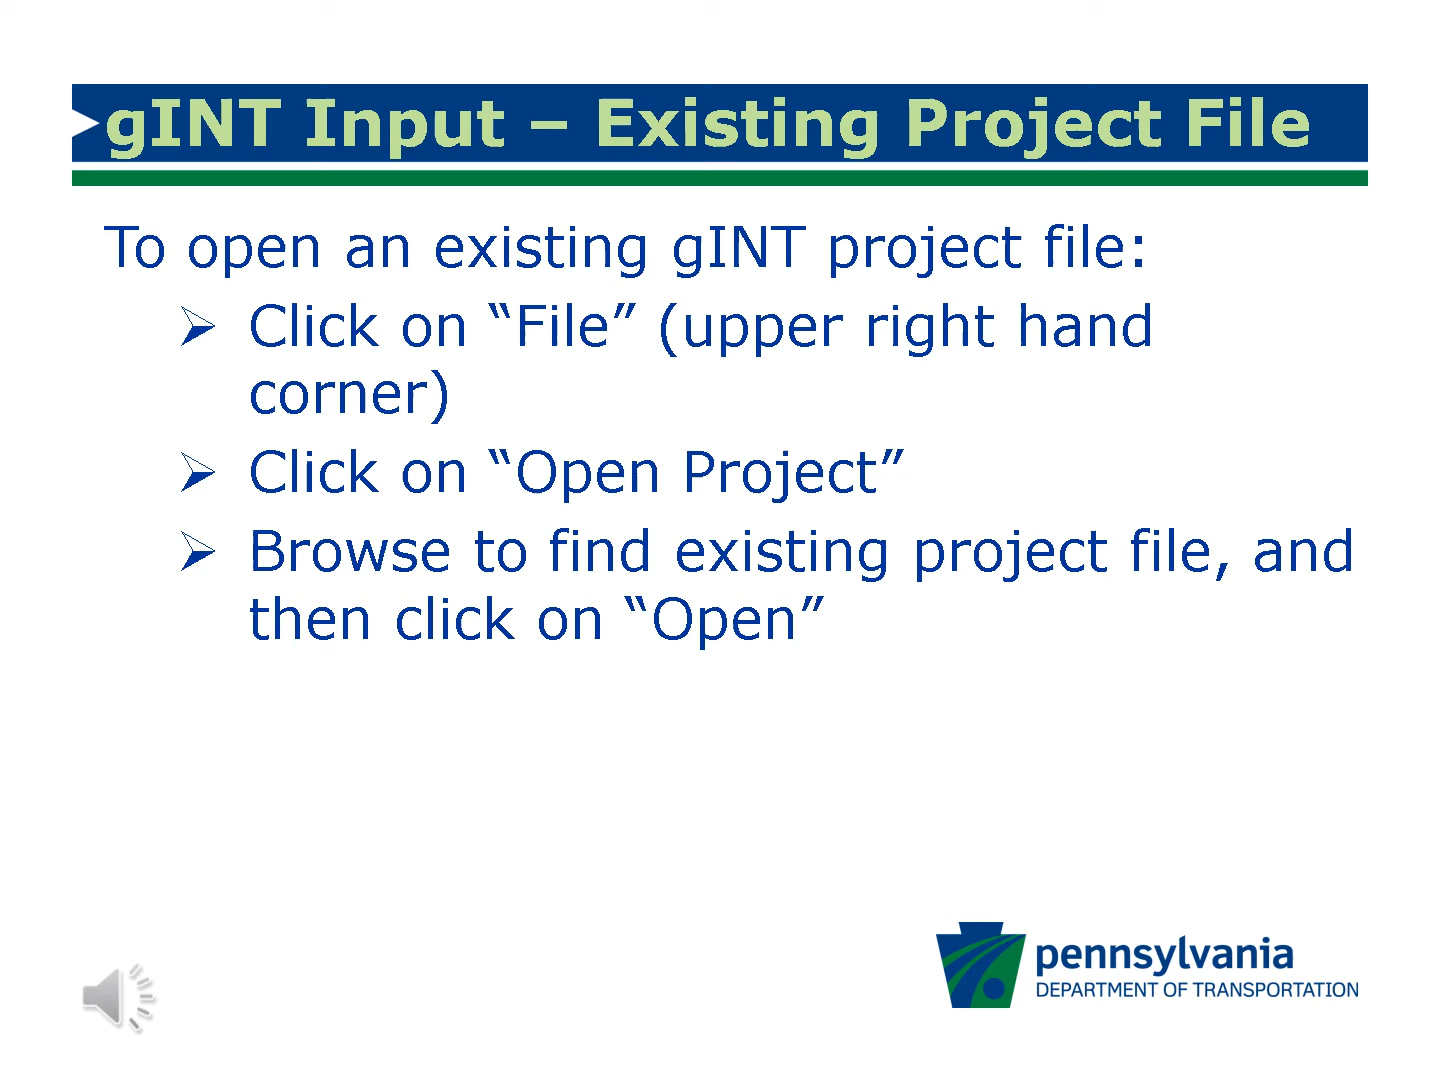 gINT Input – Existing Project File
To open an existing gINT project file:
➢ Click on “File” (upper right hand
corner)
➢ Click on “Open Project”
➢ Browse to find existing project file, and
then click on “Open”
pennsylvania
DEPARTMENT OF TRANSPORTATION